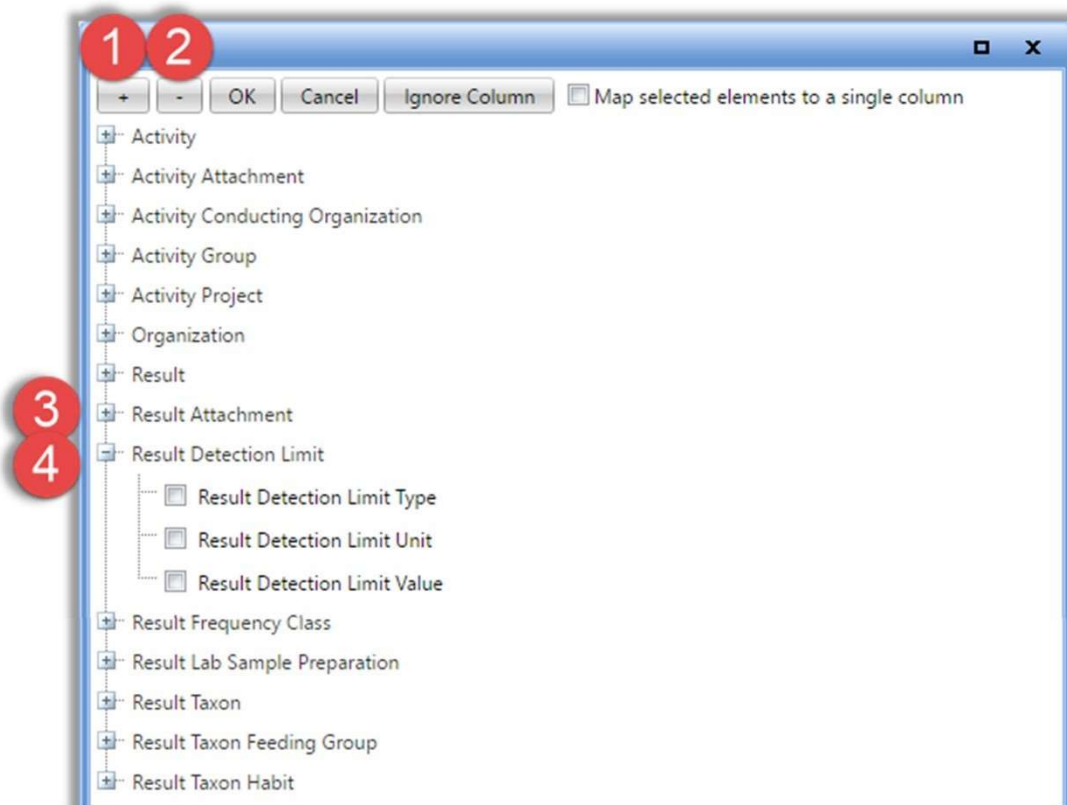 1 2
+ - OK Cancel Ignore Column Map selected elements to a single column
Activity
Activity Attachment
Activity Conducting Organization
Activity Group
Activity Project
Organization
Result
3 Result Attachment
4 Result Detection Limit
Result Detection Limit Type
Result Detection Limit Unit
Result Detection Limit Value
Result Frequency Class
Result Lab Sample Preparation
Result Taxon
Result Taxon Feeding Group
Result Taxon Habit